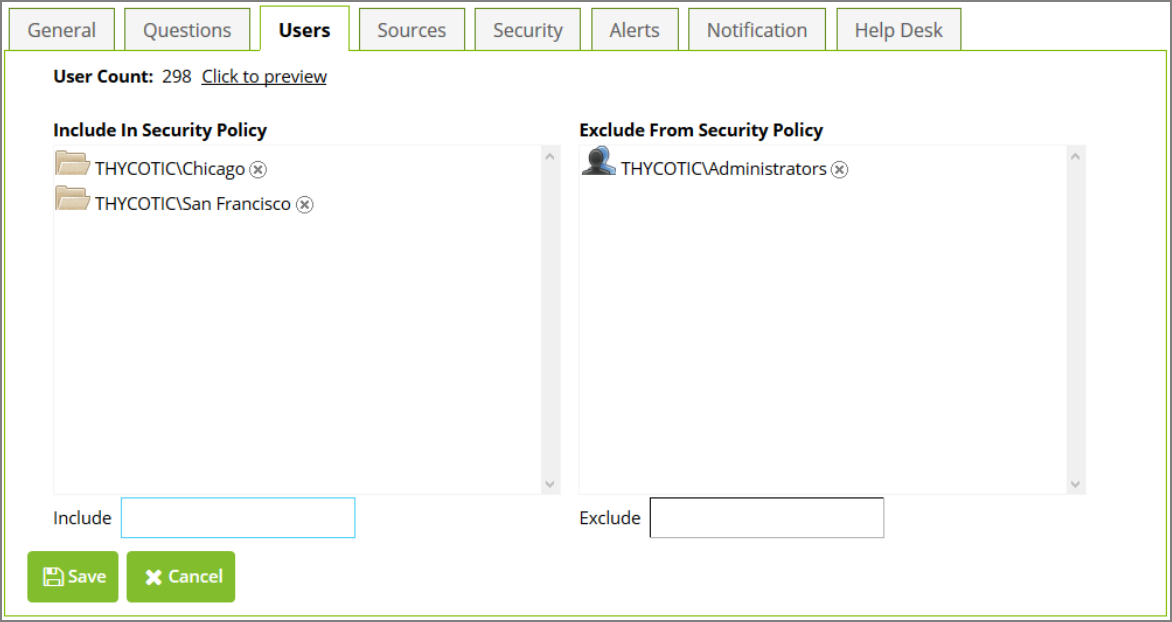 General Questions Users Sources Security Alerts Notification Help Desk
User Count: 298 Click to preview
Include In Security Policy
THYCOTIC\Chicago
THYCOTIC\San Francisco
Exclude From Security Policy
THYCOTIC\Administrators
Include
Exclude
Save Cancel